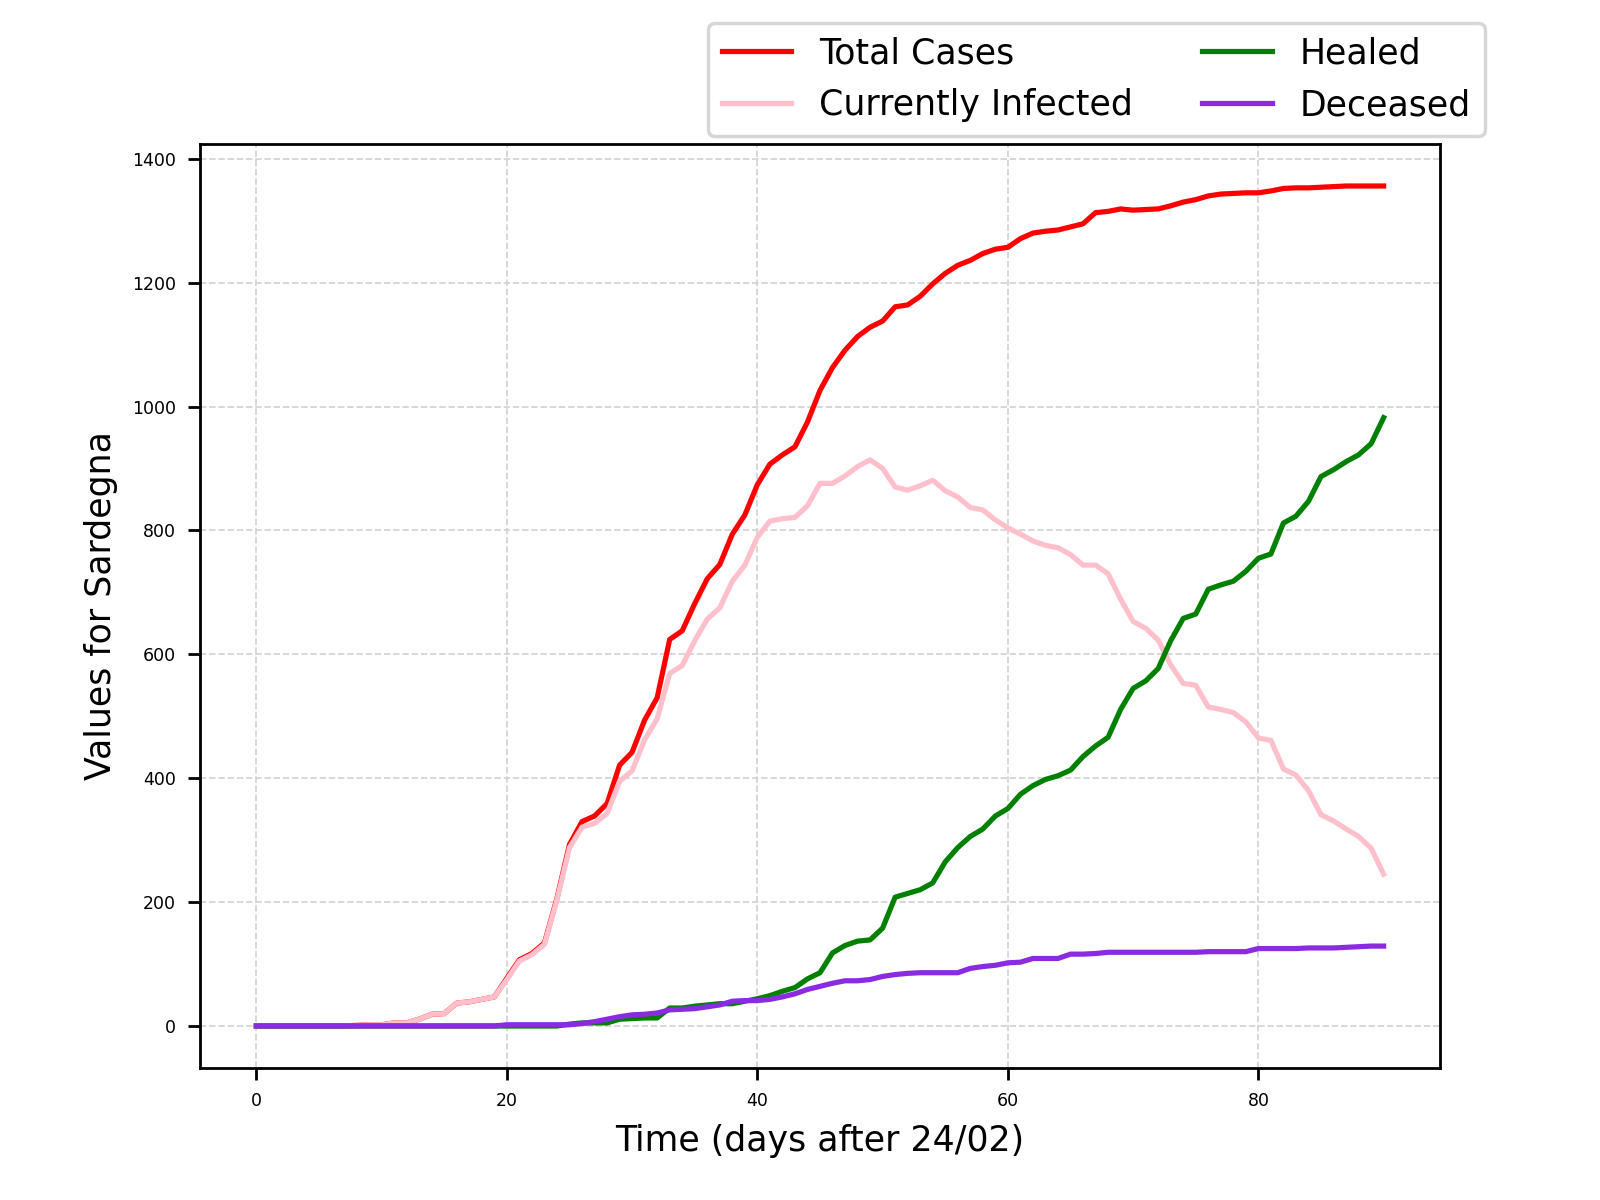 Total Cases
Currently Infected
Healed
Deceased
1400
1200
1000
800
600
400
200
0
Values for Sardegna
0 20 40 60 80
Time (days after 24/02)